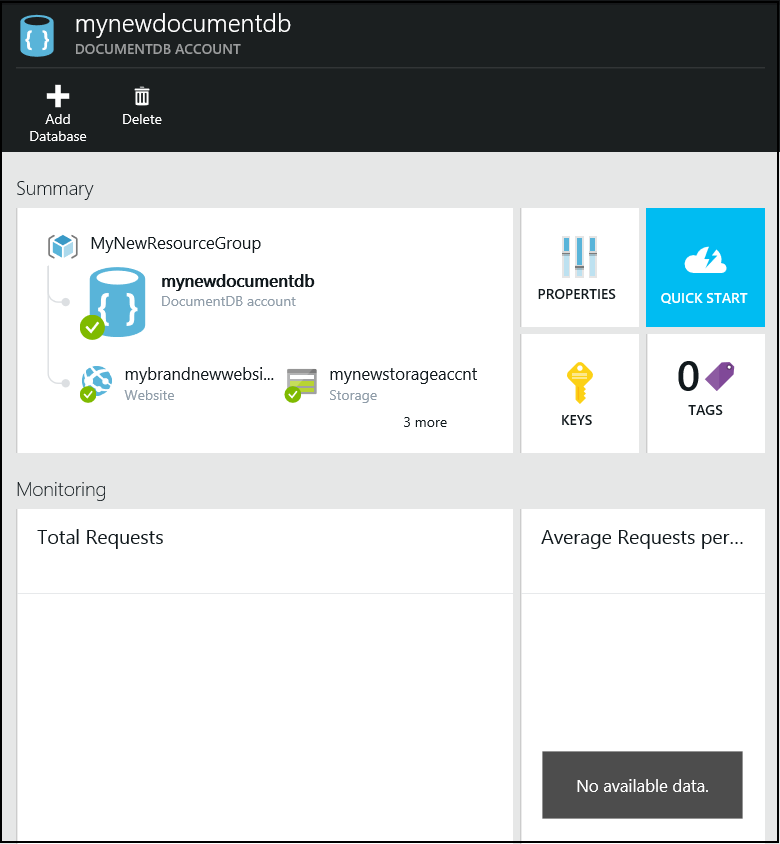 mynewdocumentdb
DOCUMENTDB ACCOUNT
Add
Database
Delete
Summary
MyNewResourceGroup
mynewdocumentdb
DocumentDB account
mybrandnewwebsi...
Website
mynewstorageaccnt
Storage
3 more
PROPERTIES
QUICK START
KEYS
0
TAGS
Monitoring
Total Requests
Average Requests per...
No available data.